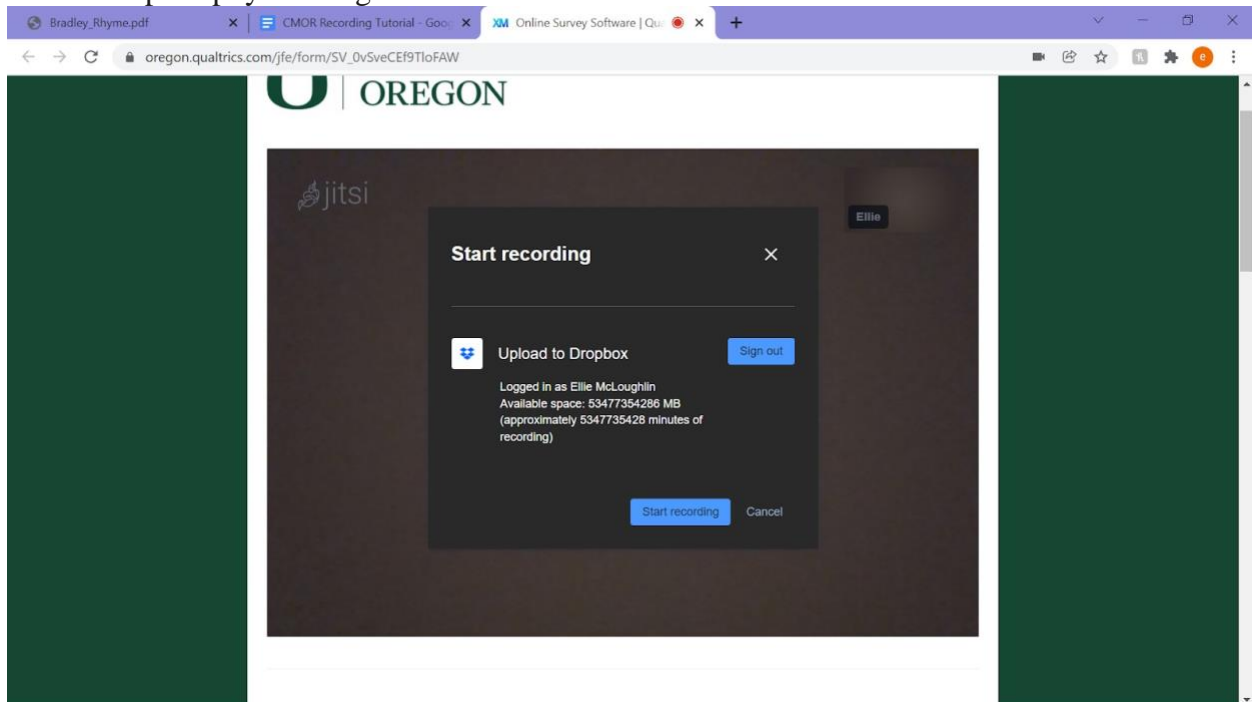 Bradley_Rhyme.pdf
CMOR Recording Tutorial - Goo
XM Online Survey Software | Qu
oregon.qualtrics.com/jfe/form/SV_0vSveCEf9TloFAW
e
O OREGON
jitsi
Ellie
Start recording
Upload to Dropbox
Sign out
Logged in as Ellie McLoughlin
Available space: 53477354286 MB
(approximately 5347735428 minutes of
recording)
Start recording Cancel